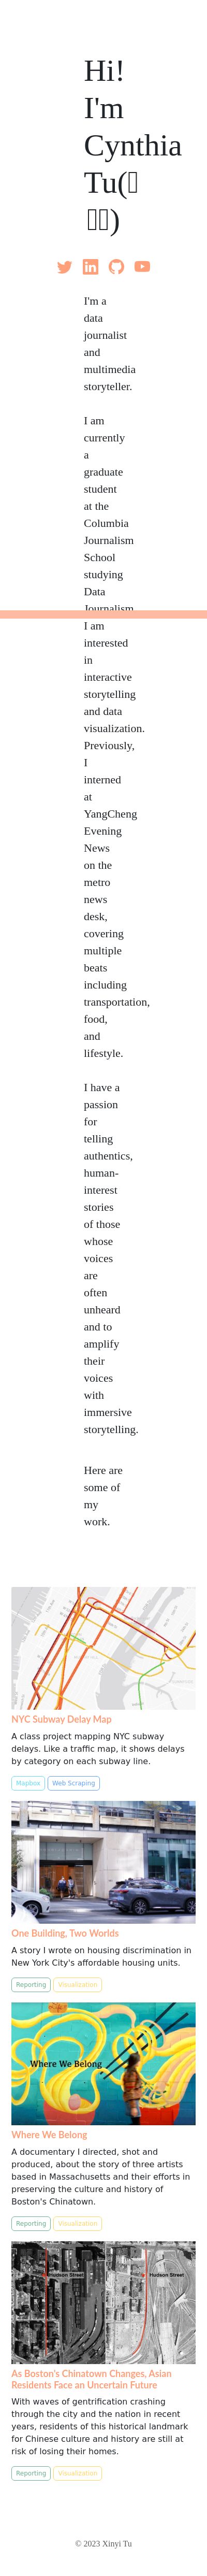 Hi!
I'm
Cynthia
Tu(
)
I'm a
data
journalist
and
multimedia
storyteller.
I am
currently
a
graduate
student
at the
Columbia
Journalism
School
studying
Data
Journalism
I am
interested
in
interactive
storytelling
and data
visualization.
Previously,
I
interned
at
YangCheng
Evening
News
on the
metro
news
desk,
covering
multiple
beats
including
transportation,
food,
and
lifestyle.
I have a
passion
for
telling
authentics,
human-
interest
stories
of those
whose
voices
are
often
unheard
and to
amplify
their
voices
with
immersive
storytelling.
Here are
some of
my
work.
NYC Subway Delay Map
A class project mapping NYC subway
delays. Like a traffic map, it shows delays
by category on each subway line.
Mapbox Web Scraping
One Building, Two Worlds
A story I wrote on housing discrimination in
New York City's affordable housing units.
Reporting Visualization
Where We Belong
Where We Belong
A documentary I directed, shot and
produced, about the story of three artists
based in Massachusetts and their efforts in
preserving the culture and history of
Boston's Chinatown.
Reporting Visualization
Hudson Street Hudson Street
As Boston's Chinatown Changes, Asian
Residents Face an Uncertain Future
With waves of gentrification crashing
through the city and the nation in recent
years, residents of this historical landmark
for Chinese culture and history are still at
risk of losing their homes.
Reporting Visualization
© 2023 Xinyi Tu